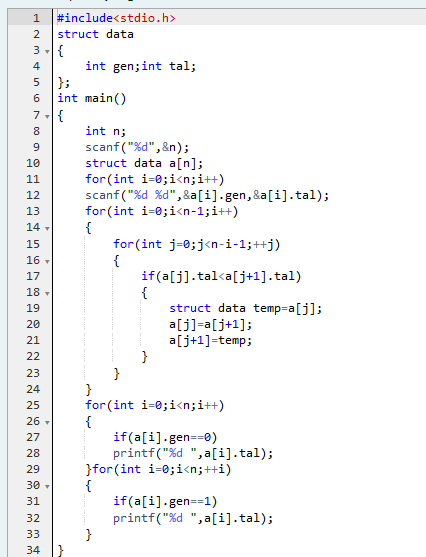 1 #include<stdio.h>
2 struct data
3 {
4     int gen;int tal;
5 };
6 int main()
7 {
8     int n;
9     scanf("%d",&n);
10     struct data a[n];
11     for(int i=0;i<n;i++)
12     scanf("%d %d",&a[i].gen,&a[i].tal);
13     for(int i=0;i<n-1;i++)
14     {
15         for(int j=0;j<n-i-1;++j)
16         {
17             if(a[j].tal<a[j+1].tal)
18             {
19                 struct data temp=a[j];
20                 a[j]=a[j+1];
21                 a[j+1]=temp;
22             }
23         }
24     }
25     for(int i=0;i<n;i++)
26     {
27         if(a[i].gen==0)
28         printf("%d ",a[i].tal);
29     }for(int i=0;i<n;++i)
30     {
31         if(a[i].gen==1)
32         printf("%d ",a[i].tal);
33     }
34 }